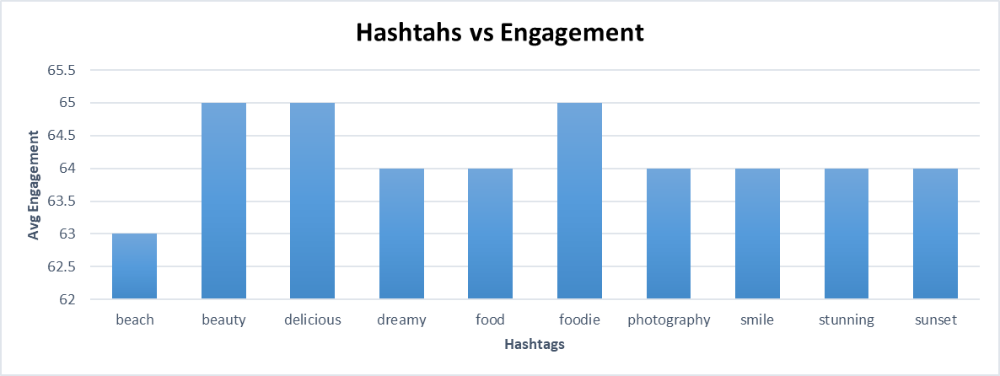 Hashtahs vs Engagement
65.5
65
64.5
64
63.5
63
62.5
62
Avg Engagement
beach beauty delicious dreamy food foodie photography smile stunning sunset
Hashtags